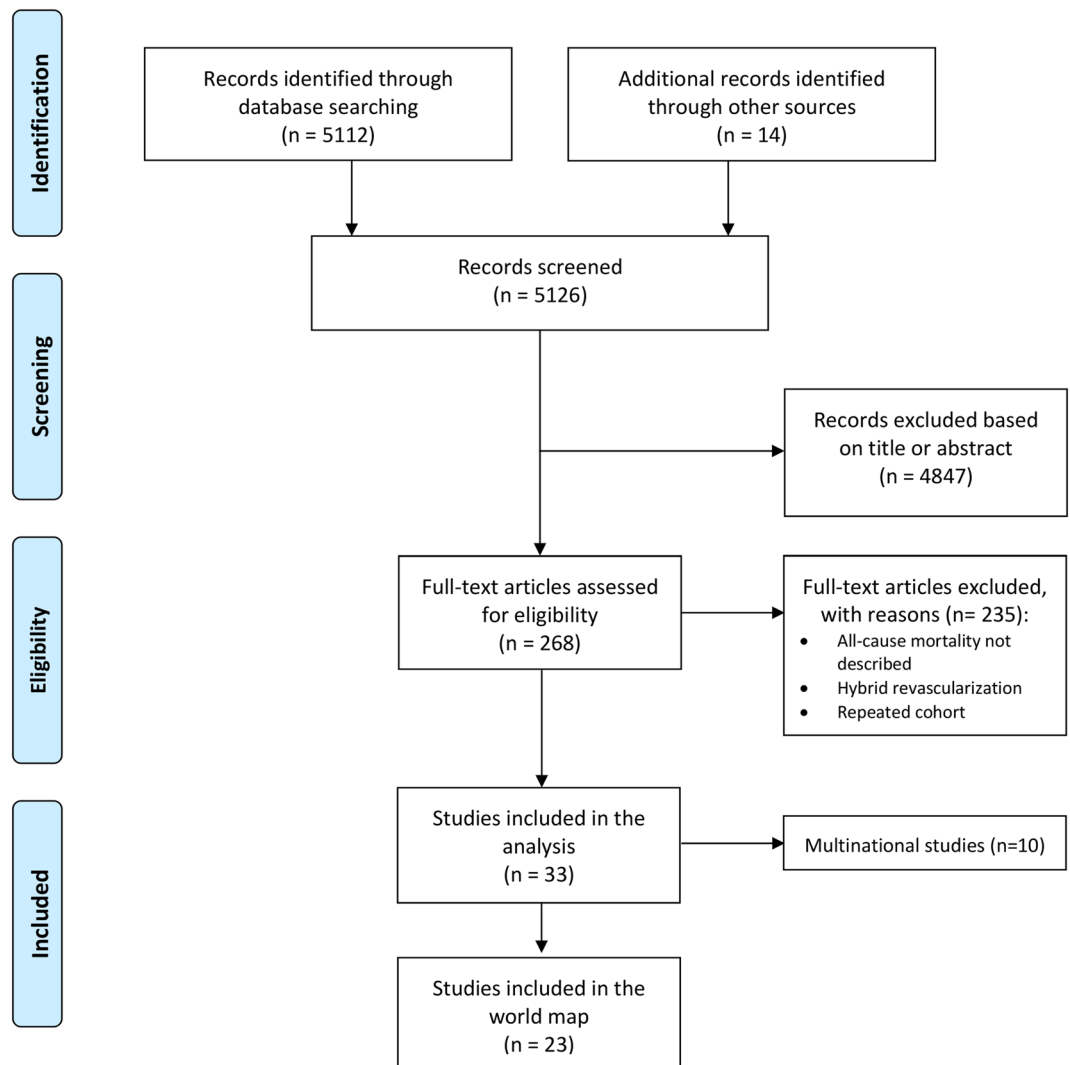 Identification
Records identified through
database searching
(n = 5112)
Additional records identified
through other sources
(n = 14)
Records screened
(n = 5126)
Screening
Records excluded based
on title or abstract
(n = 4847)
Eligibility
Full-text articles assessed
for eligibility
(n = 268)
Full-text articles excluded,
with reasons (n= 235):
• All-cause mortality not
described
• Hybrid revascularization
• Repeated cohort
Included
Studies included in the
analysis
(n = 33)
Multinational studies (n=10)
Studies included in the
world map
(n = 23)